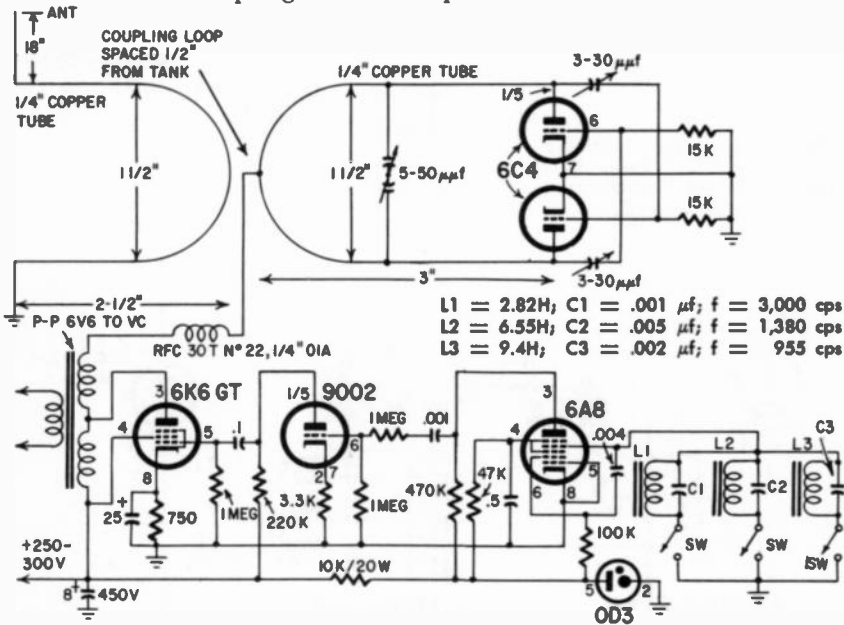 ANT
18"
COUPLING LOOP
SPACED 1/2"
FROM TANK
1/4" COPPER
TUBE
1/4" COPPER TUBE
1/5
3-30μμf
6
11/2"
11/2"
5-50μμf
6C4
7
15K
15K
3"
3-30μμf
2-1/2"
P-P 6V6 TO VC
RFC 30T Nº 22, 1/4" OIA
L1 = 2.82H; C1 = .001 μf; f = 3,000 cps
L2 = 6.55H; C2 = .005 μf; f = 1,380 cps
L3 = 9.4H; C3 = .002 μf; f = 955 cps
6K6 GT
3
4
5
8
.1
1/5
9002
6
2
7
1MEG
.001
6A8
3
4
5
6
8
.004
L1
L2
L3
C3
C1
C2
25
+
750
1MEG
220K
3.3K
1MEG
470K
47K
.5
100K
SW
SW
ISW
+250-
300V
10K/20W
8
+
450V
5
2
OD3